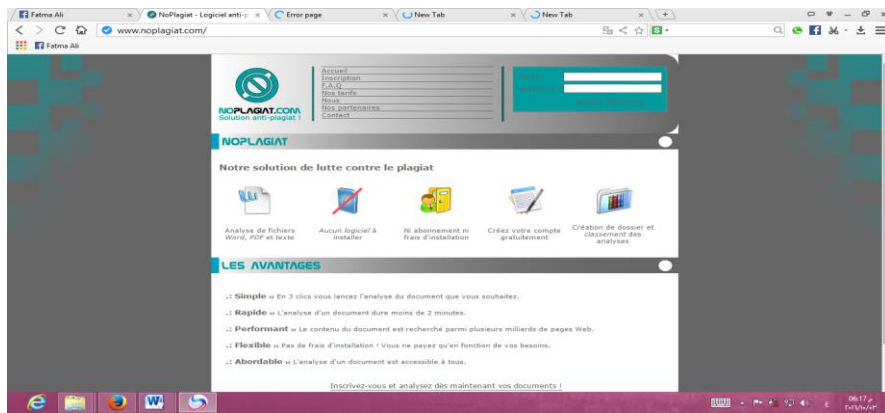 Fatma Ali
NoPlagiat - Logiciel anti-p
Error page
New Tab
New Tab
www.noplagiat.com/
Fatma Ali
NOPLAGIAT.COM
Solution anti-plagiat !
Accueil
Inscription
F.A.Q
Nos tarifs
Nous
Nos partenaires
Contact
NOPLAGIAT
Notre solution de lutte contre le plagiat
Analyse de fichiers
Word, PDF et texte
Aucun logiciel à
installer
Ni abonnement ni
frais d'installation
Créez votre compte
gratuitement
Création de dossier et
classement des
analyses
LES AVANTAGES
.: Simple » En 3 clics vous lancez l'analyse du document que vous souhaitez.
.: Rapide » L'analyse d'un document dure moins de 2 minutes.
.: Performant » Le contenu du document est recherché parmi plusieurs milliards de pages Web.
.: Flexible » Pas de frais d'installation ! Vous ne payez qu'en fonction de vos besoins.
.: Abordable » L'analyse d'un document est accessible à tous.
Inscrivez-vous et analysez dès maintenant vos documents !
06:17 م